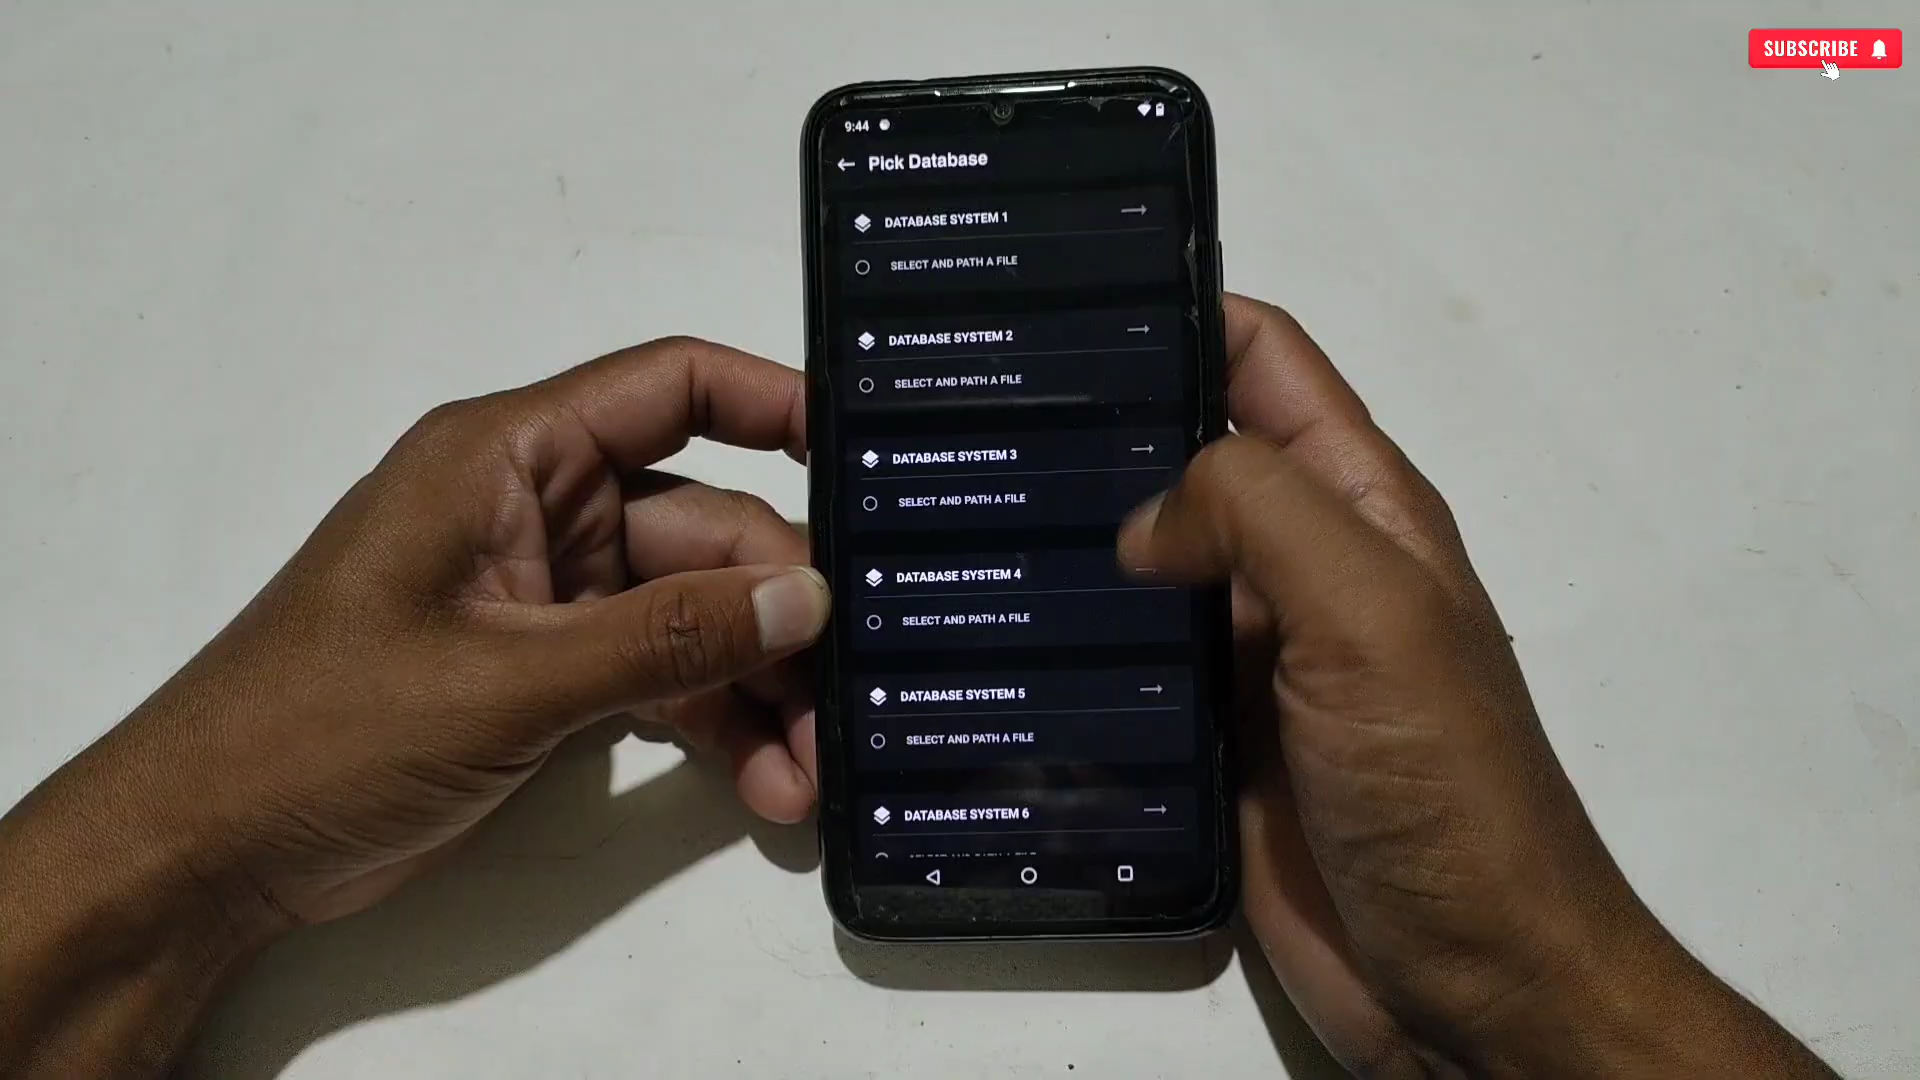 SUBSCRIBE
9:44
Pick Database
DATABASE SYSTEM 1
SELECT AND PATH A FILE
DATABASE SYSTEM 2
SELECT AND PATH A FILE
DATABASE SYSTEM 3
SELECT AND PATH A FILE
DATABASE SYSTEM 4
SELECT AND PATH A FILE
DATABASE SYSTEM 5
SELECT AND PATH A FILE
DATABASE SYSTEM 6